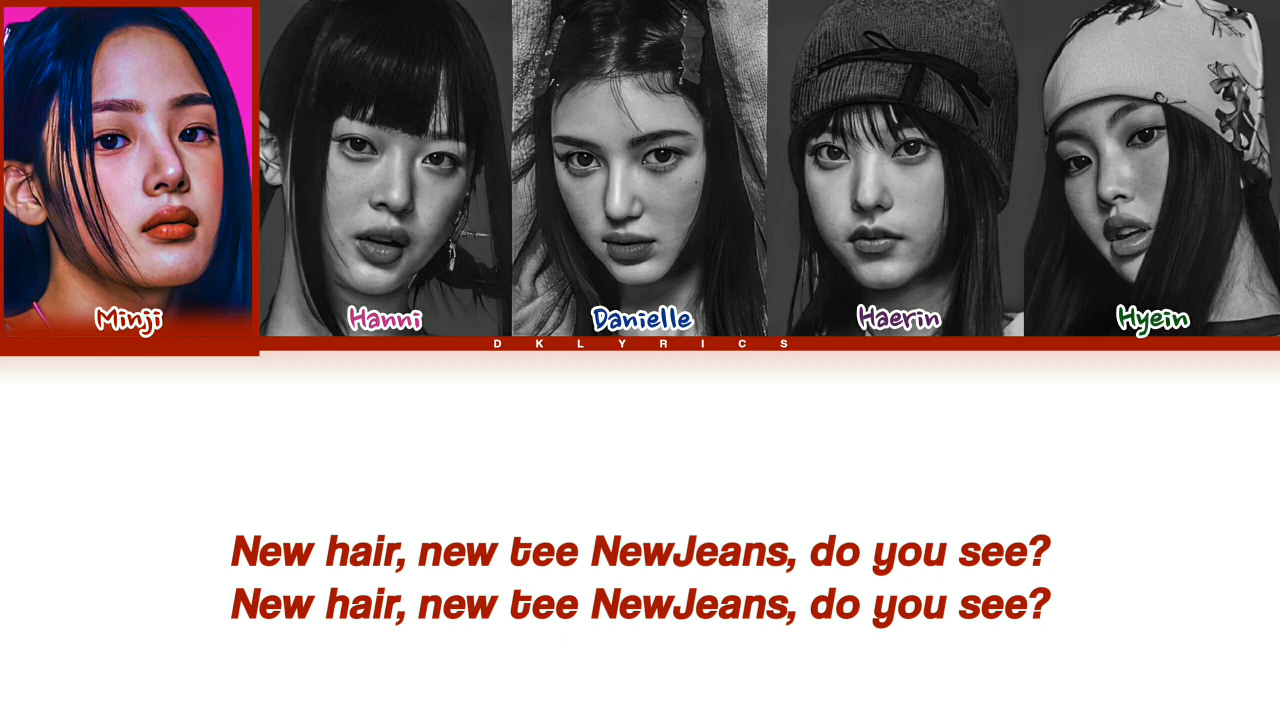 Minji Hanni Danielle Haerin Hyein
DKLYRICS
New hair, new tee NewJeans, do you see?
New hair, new tee NewJeans, do you see?